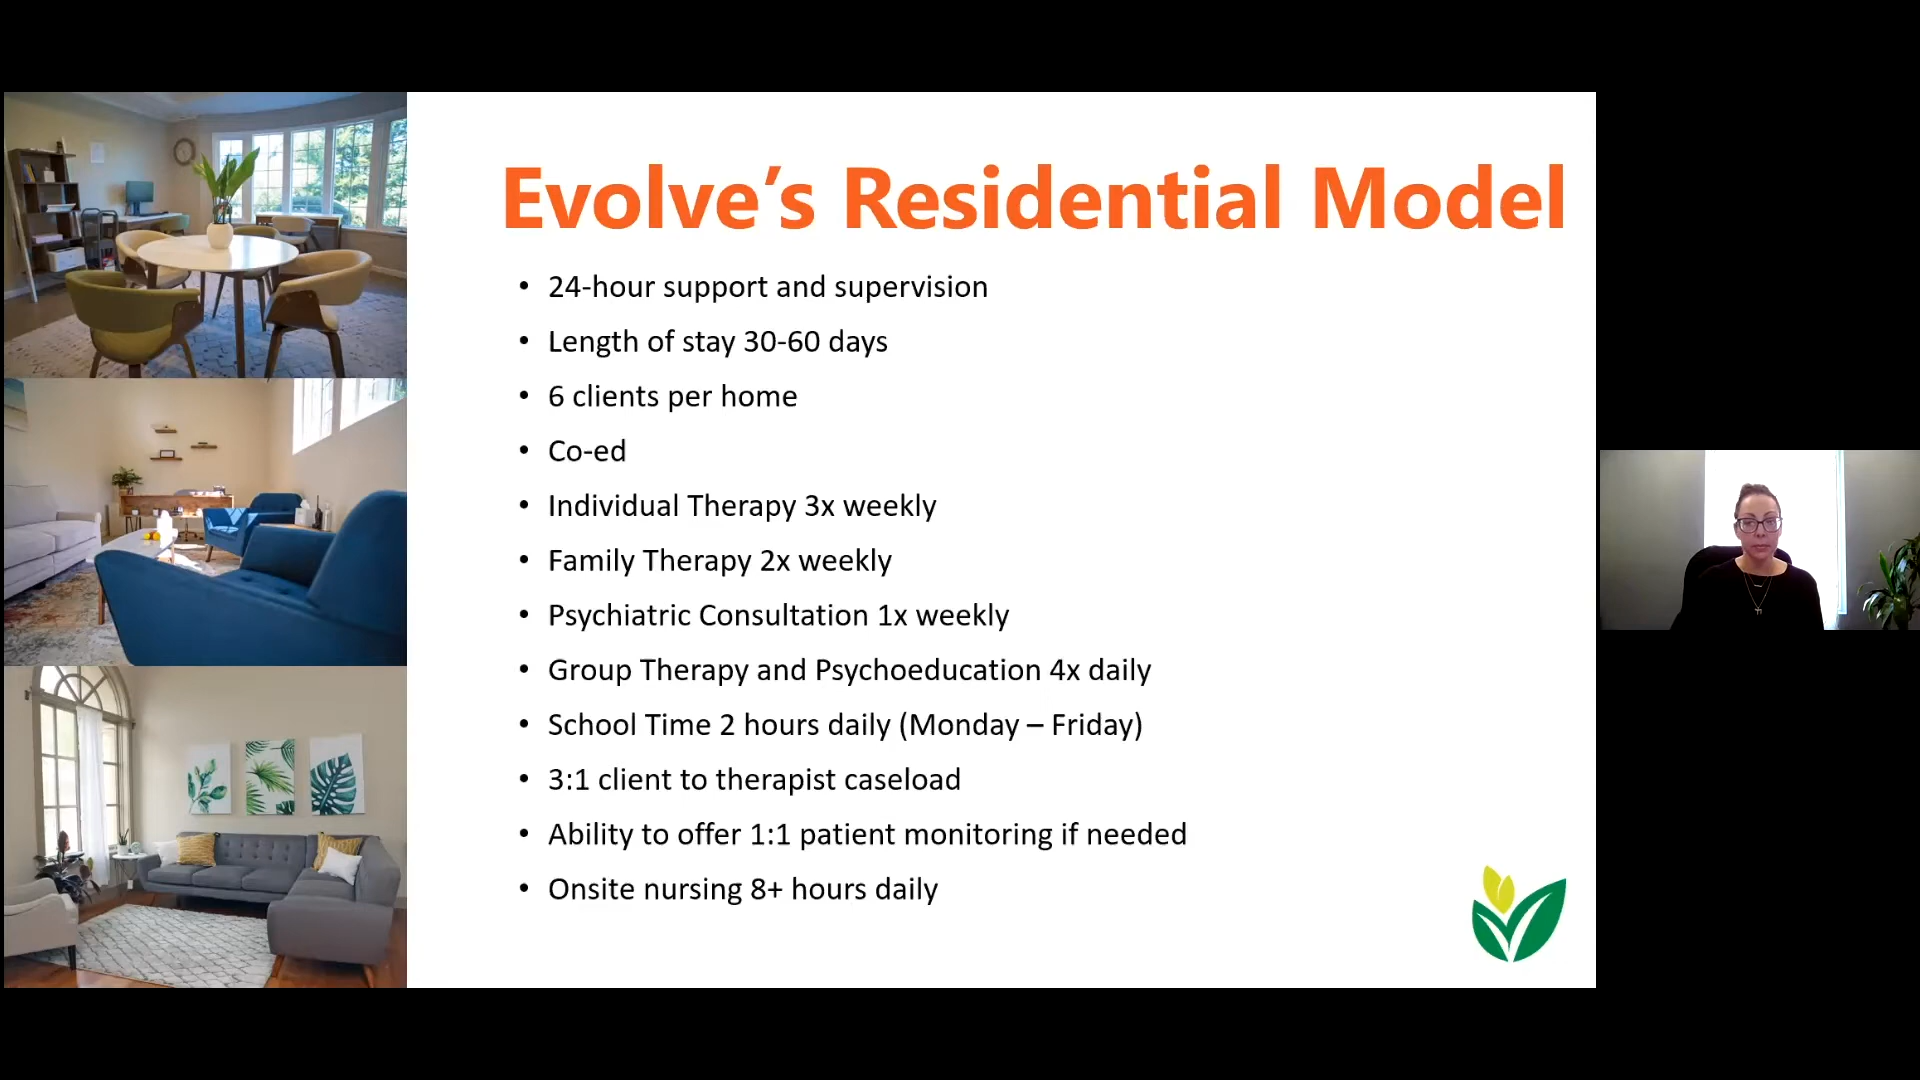 Evolve’s Residential Model
• 24-hour support and supervision
• Length of stay 30-60 days
• 6 clients per home
• Co-ed
• Individual Therapy 3x weekly
• Family Therapy 2x weekly
• Psychiatric Consultation 1x weekly
• Group Therapy and Psychoeducation 4x daily
• School Time 2 hours daily (Monday – Friday)
• 3:1 client to therapist caseload
• Ability to offer 1:1 patient monitoring if needed
• Onsite nursing 8+ hours daily